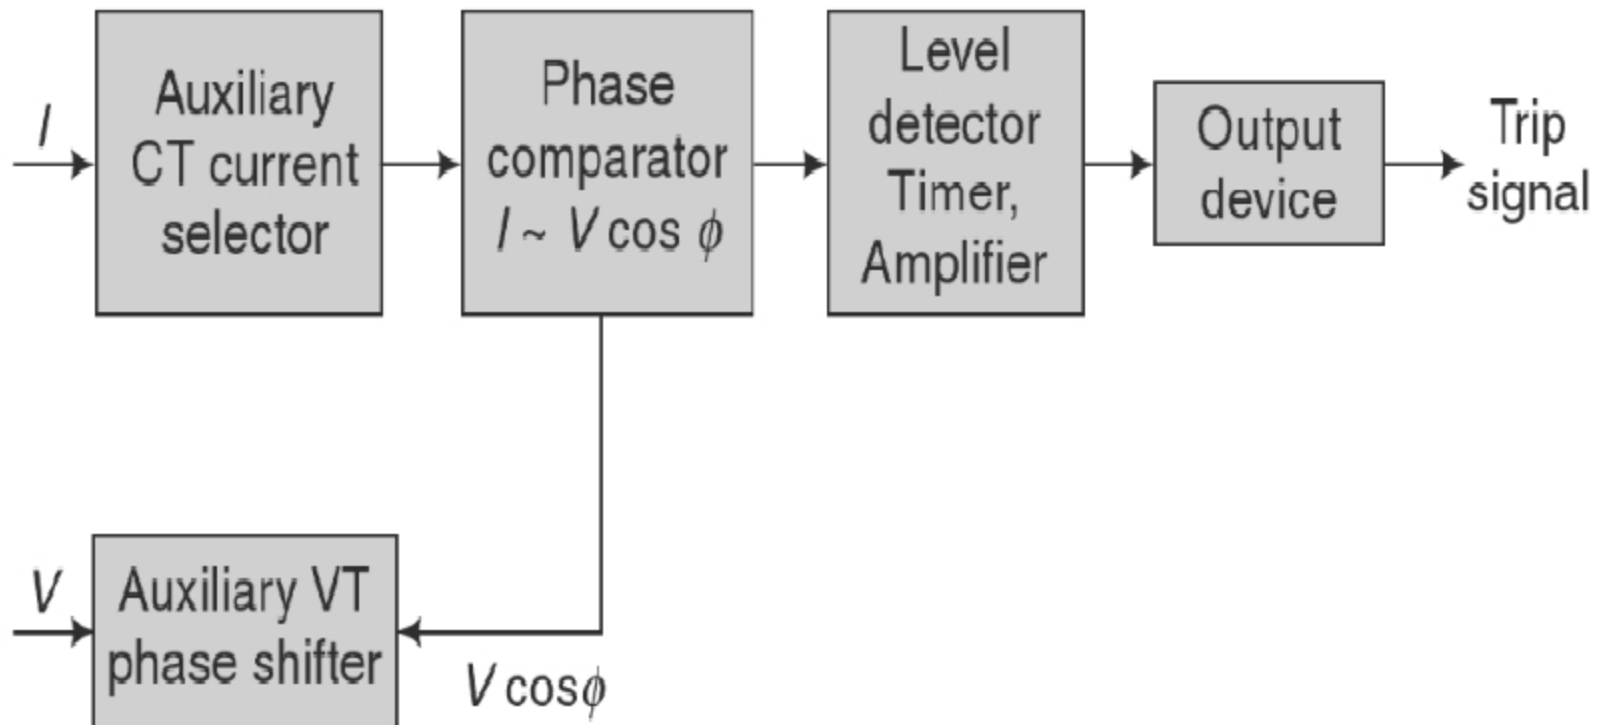 I
Auxiliary
CT current
selector
Phase
comparator
I ~ V cos ϕ
Level
detector
Timer,
Amplifier
Output
device
Trip
signal
V
Auxiliary VT
phase shifter
V cosϕ